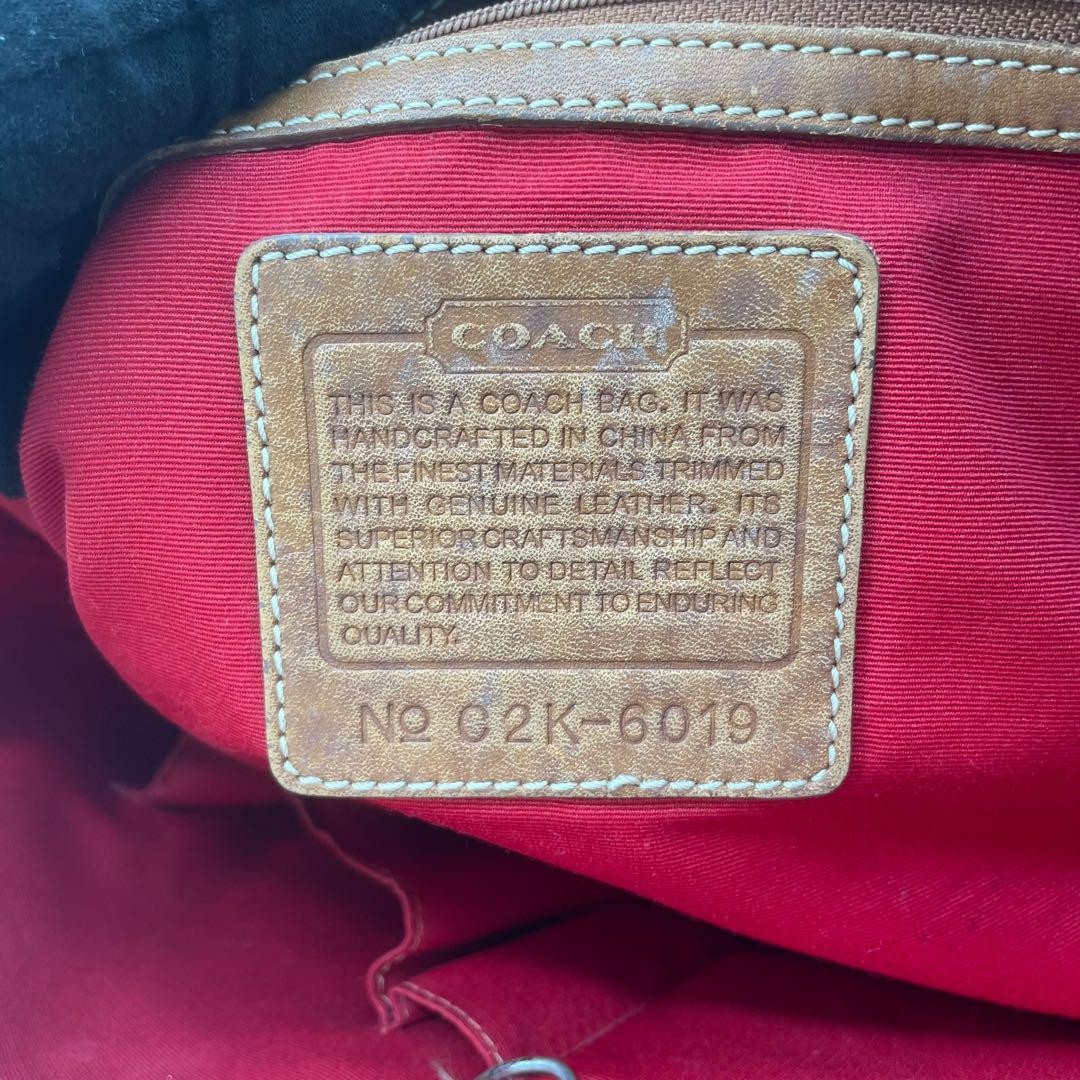 COACH
THIS IS A COACH BAG. IT WAS
HANDCRAFTED IN CHINA FROM
THE FINEST MATERIALS TRIMMED
WITH GENUINE LEATHER. ITS
SUPERIOR CRAFTSMANSHIP AND
ATTENTION TO DETAIL REFLECT
OUR COMMITMENT TO ENDURING
QUALITY.
No C2K-6019